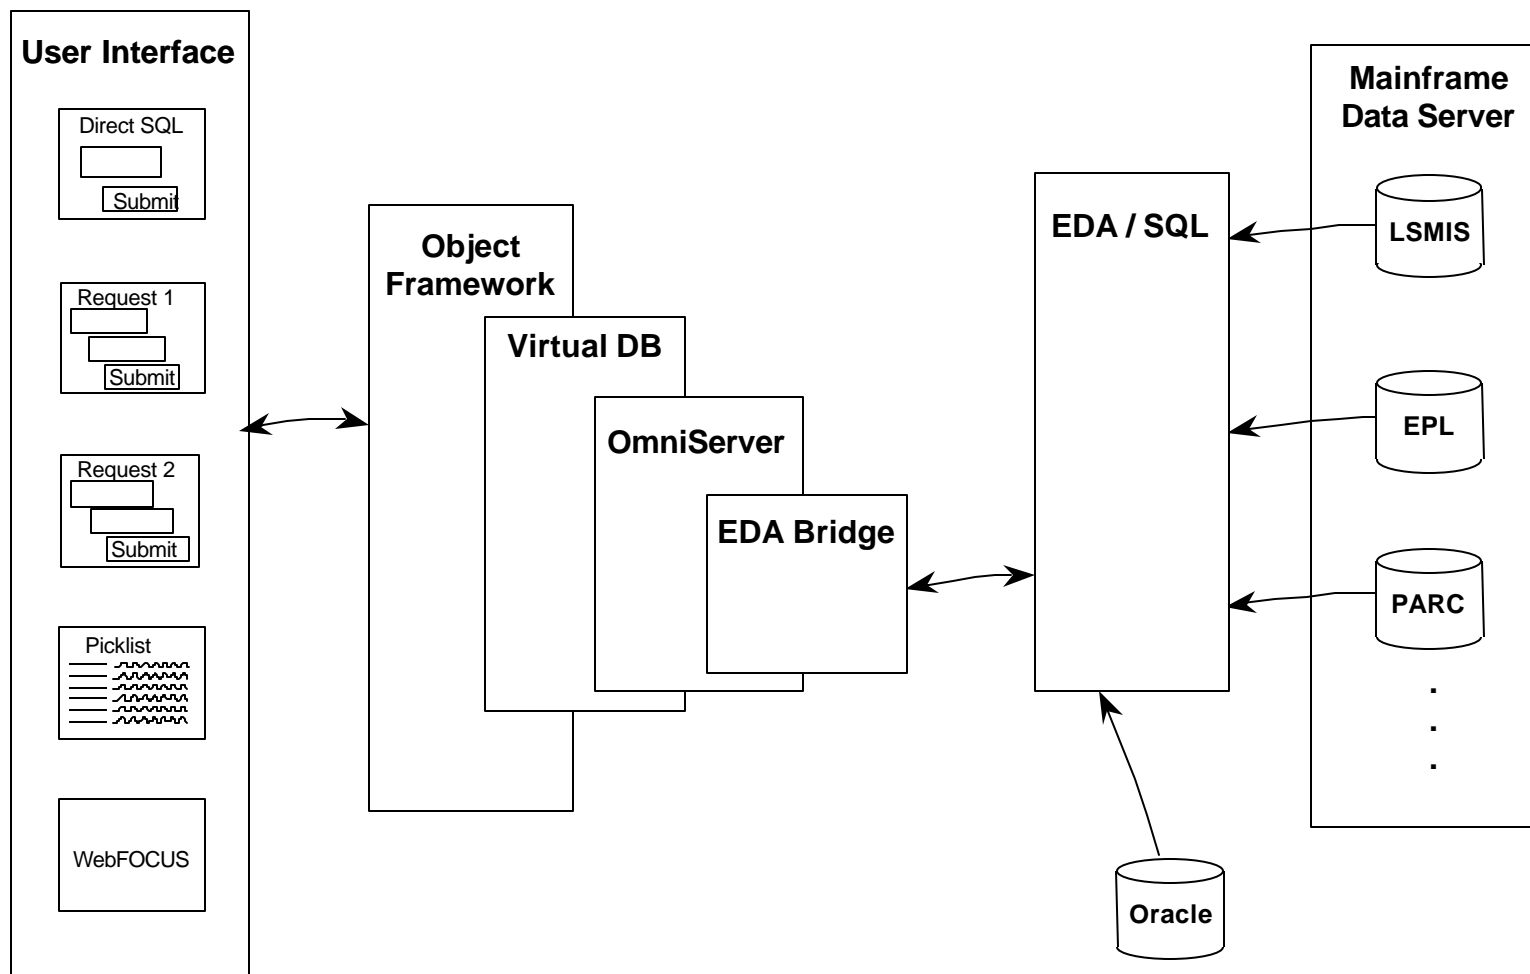 User Interface
Direct SQL
Submit
Request 1
Submit
Request 2
Submit
Picklist
WebFOCUS
Object
Framework
Virtual DB
OmniServer
EDA Bridge
EDA / SQL
Oracle
Mainframe
Data Server
LSMIS
EPL
PARC
.
.
.